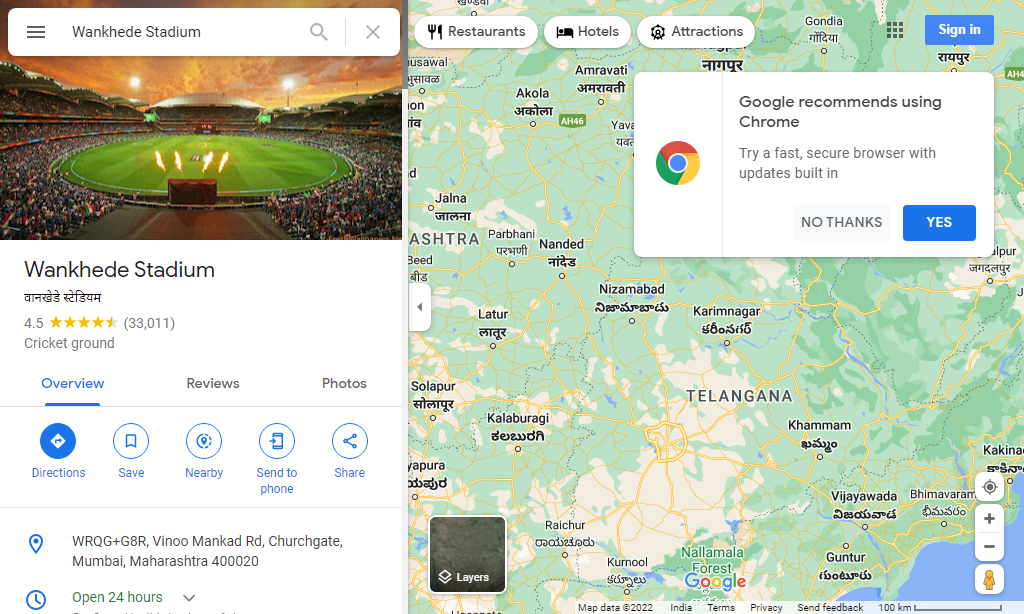 Wankhede Stadium
Restaurants
Hotels
Attractions
Sign in
Google recommends using
Chrome
Try a fast, secure browser with
updates built in
NO THANKS
YES
Wankhede Stadium
वानखेडे स्टेडियम
4.5 (33,011)
Cricket ground
Overview
Reviews
Photos
Directions
Save
Nearby
Send to
phone
Share
WRQG+G8R, Vinoo Mankad Rd, Churchgate,
Mumbai, Maharashtra 400020
Open 24 hours
Gondia
गोंदिया
नागपूर
रायपुर
Amravati
अमरावती
Akola
अकोला
AH46
Jalna
जालना
Parbhani
परभणी
Nanded
नांदेड
Beed
बीड
जगदलपुर
Nizamabad
నిజామాబాదు
Karimnagar
కరీంనగర్
Latur
लातूर
Solapur
सोलापूर
TELANGANA
Kalaburagi
ಕಲಬುರಗಿ
Khammam
ఖమ్మం
Vijayawada
విజయవాడ
Bhimavaram
భీమవరం
Raichur
ರಾಯಚೂರು
Guntur
గుంటూరు
Kurnool
కర్నూలు
Nallamala
Forest
Google
Layers
Map data ©2022
India
Terms
Privacy
Send feedback
100 km